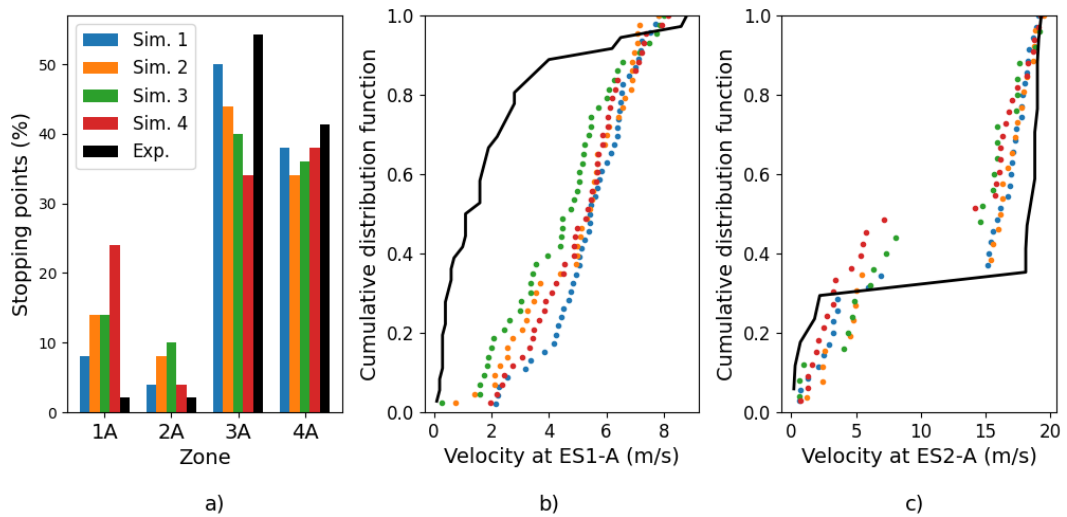 Stopping points (%)
50
40
30
20
10
0
Sim. 1
Sim. 2
Sim. 3
Sim. 4
Exp.
1A 2A 3A 4A
Zone
a)
Cumulative distribution function
1.0
0.8
0.6
0.4
0.2
0.0
0 2 4 6 8
Velocity at ES1-A (m/s)
b)
Cumulative distribution function
1.0
0.8
0.6
0.4
0.2
0.0
0 5 10 15 20
Velocity at ES2-A (m/s)
c)